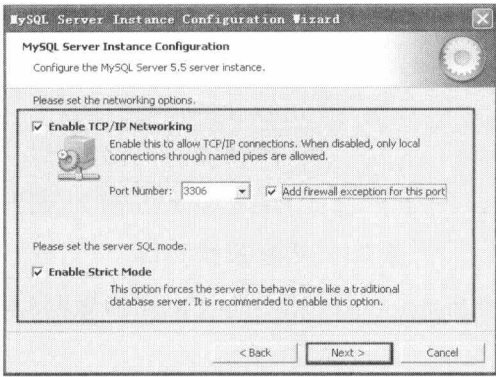 MySQL Server Instance Configuration Wizard
MySQL Server Instance Configuration
Configure the MySQL Server 5.5 server instance.
Please set the networking options.
Enable TCP/IP Networking
Enable this to allow TCP/IP connections. When disabled, only local
connections through named pipes are allowed.
Port Number: 3306 Add firewall exception for this port
Please set the server SQL mode.
Enable Strict Mode
This option forces the server to behave more like a traditional
database server. It is recommended to enable this option.
< Back Next > Cancel